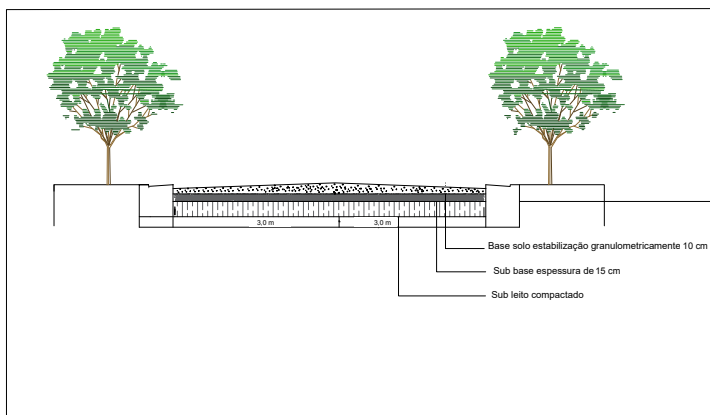 3,0 m 3,0 m
Base solo estabilização granulometricamente 10 cm
Sub base espessura de 15 cm
Sub leito compactado